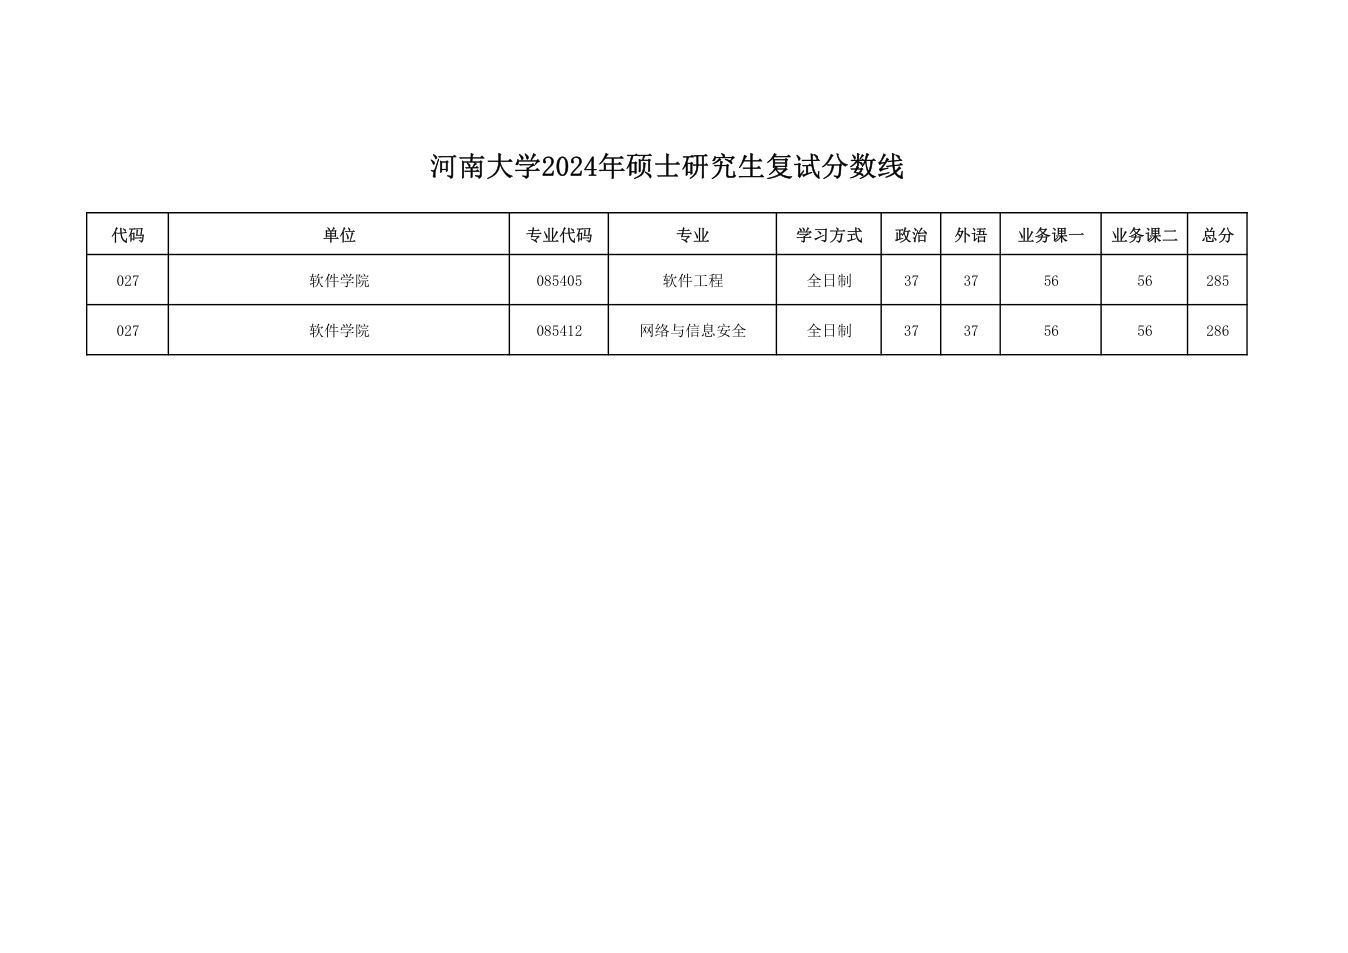 河南大学2024年硕士研究生复试分数线
代码 单位 专业代码 专业 学习方式 政治 外语 业务课一 业务课二 总分
027 软件学院 085405 软件工程 全日制 37 37 56 56 285
027 软件学院 085412 网络与信息安全 全日制 37 37 56 56 286